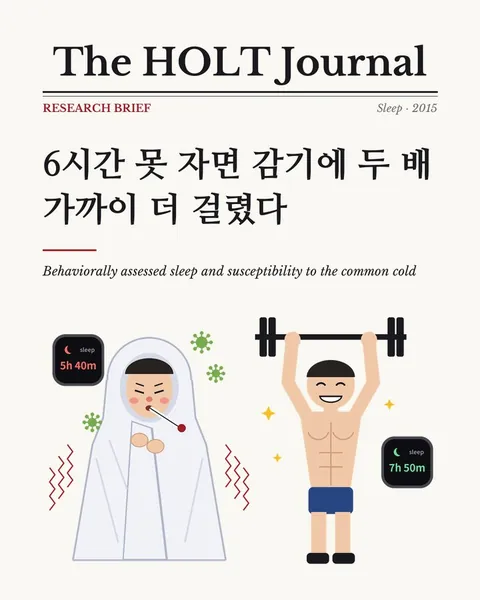 The HOLT Journal
RESEARCH BRIEF
Sleep · 2015
6시간 못 자면 감기에 두 배
가까이 더 걸렸다
Behaviorally assessed sleep and susceptibility to the common cold
sleep
5h 40m
sleep
7h 50m